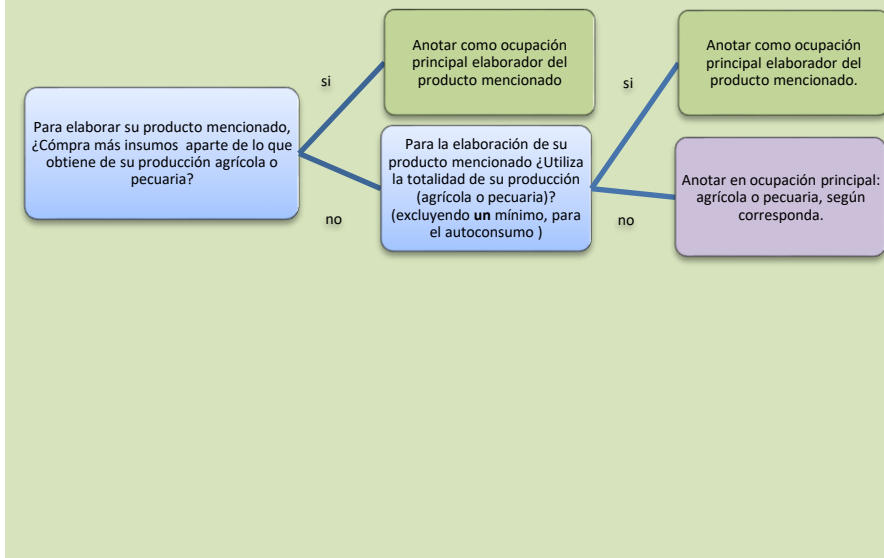 Para elaborar su producto mencionado,
¿Cómpra más insumos aparte de lo que
obtiene de su producción agrícola o
pecuaria?
si
Anotar como ocupación
principal elaborador del
producto mencionado
no
Para la elaboración de su
producto mencionado ¿Utiliza
la totalidad de su producción
(agrícola o pecuaria)?
(excluyendo un mínimo, para
el autoconsumo )
si
Anotar como ocupación
principal elaborador del
producto mencionado.
no
Anotar en ocupación principal:
agrícola o pecuaria, según
corresponda.